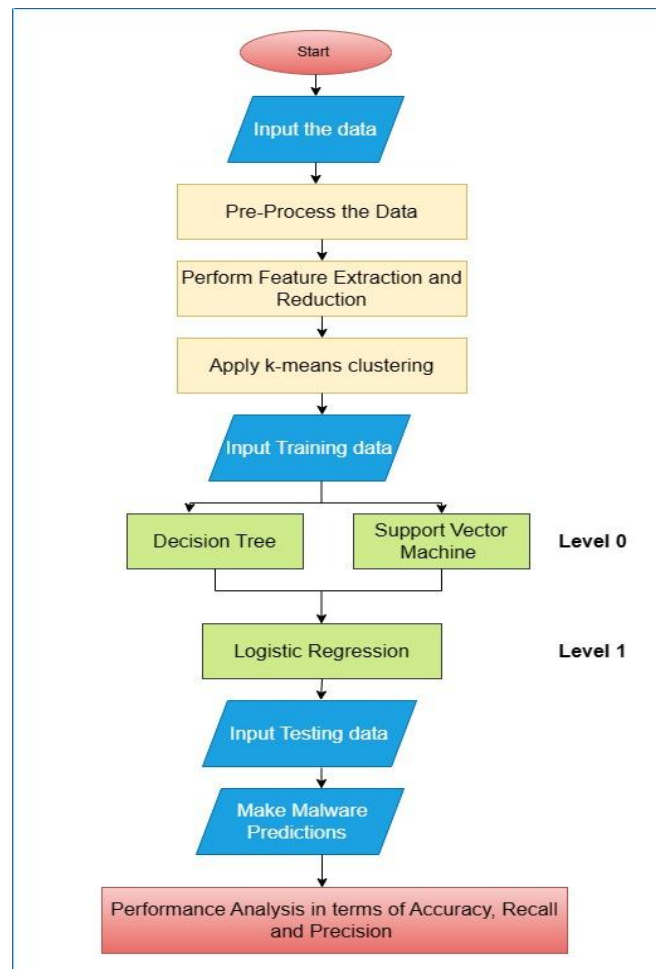 Start
Input the data
Pre-Process the Data
Perform Feature Extraction and
Reduction
Apply k-means clustering
Input Training data
Decision Tree
Support Vector
Machine
Level 0
Logistic Regression
Level 1
Input Testing data
Make Malware
Predictions
Performance Analysis in terms of Accuracy, Recall
and Precision